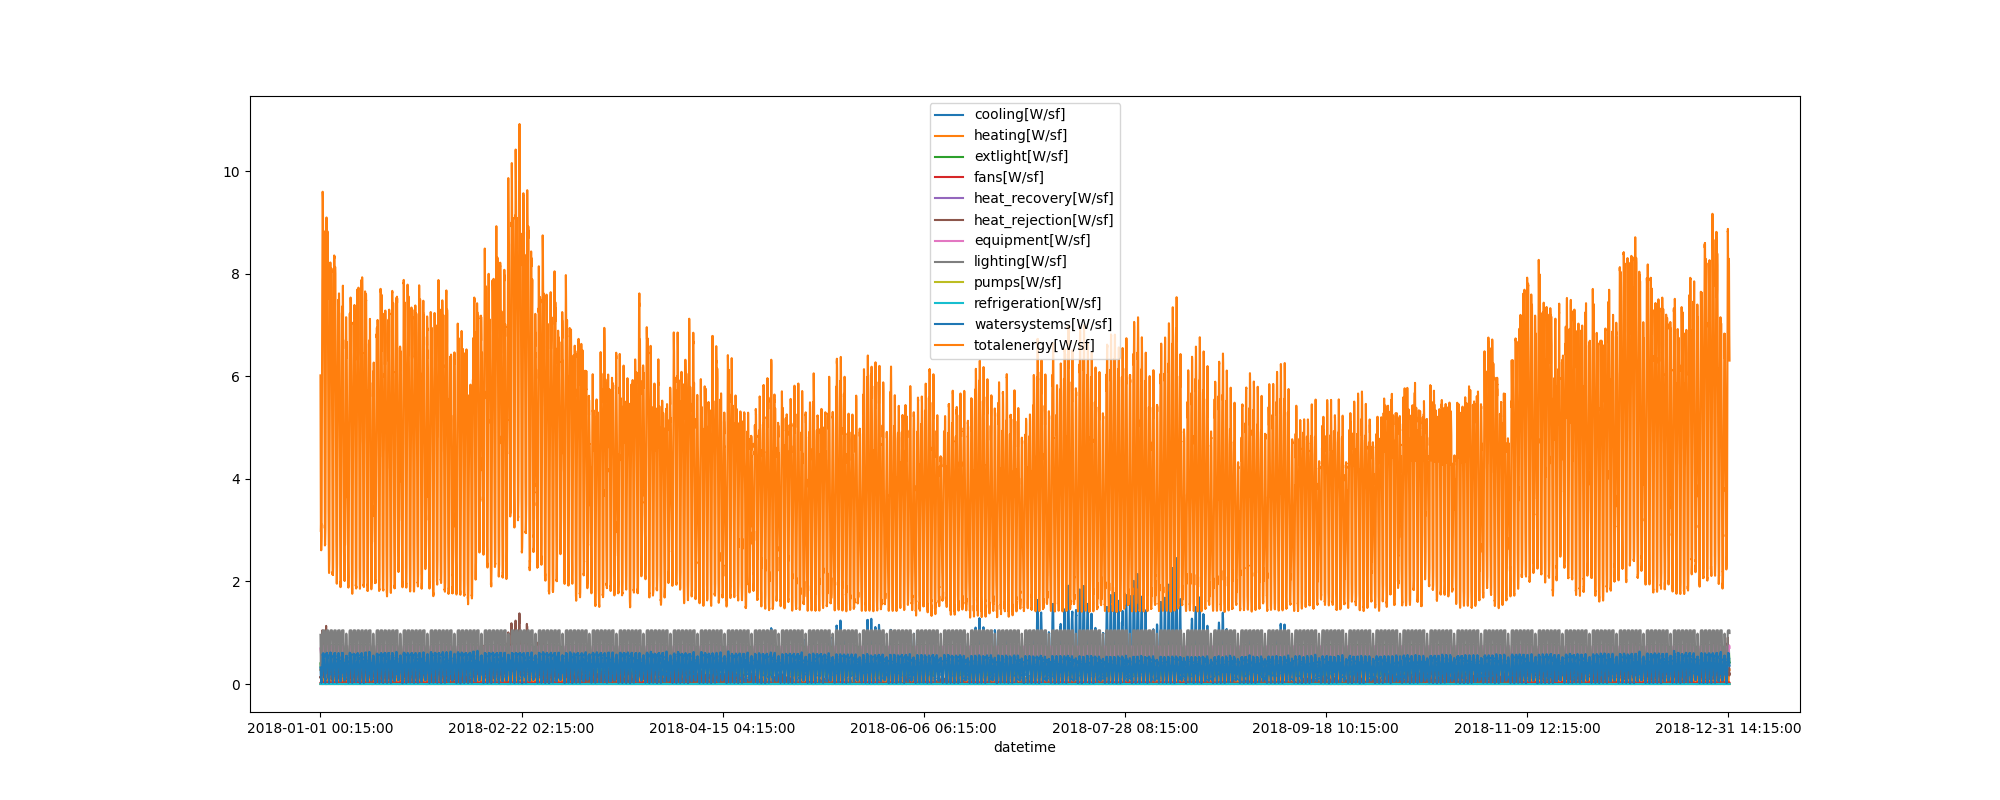 cooling[W/sf]
heating[W/sf]
extlight[W/sf]
fans[W/sf]
heat_recovery[W/sf]
heat_rejection[W/sf]
equipment[W/sf]
lighting[W/sf]
pumps[W/sf]
refrigeration[W/sf]
watersystems[W/sf]
totalenergy[W/sf]
10
8
6
4
2
0
2018-01-01 00:15:00 2018-02-22 02:15:00 2018-04-15 04:15:00 2018-06-06 06:15:00 2018-07-28 08:15:00 2018-09-18 10:15:00 2018-11-09 12:15:00 2018-12-31 14:15:00
datetime